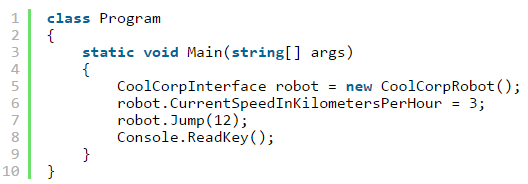 1 class Program
2 {
3     static void Main(string[] args)
4     {
5         CoolCorpInterface robot = new CoolCorpRobot();
6         robot.CurrentSpeedInKilometersPerHour = 3;
7         robot.Jump(12);
8         Console.ReadKey();
9     }
10 }